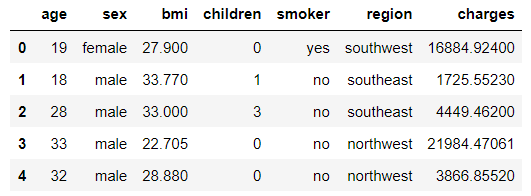 age sex bmi children smoker region charges
0 19 female 27.900 0 yes southwest 16884.92400
1 18 male 33.770 1 no southeast 1725.55230
2 28 male 33.000 3 no southeast 4449.46200
3 33 male 22.705 0 no northwest 21984.47061
4 32 male 28.880 0 no northwest 3866.85520